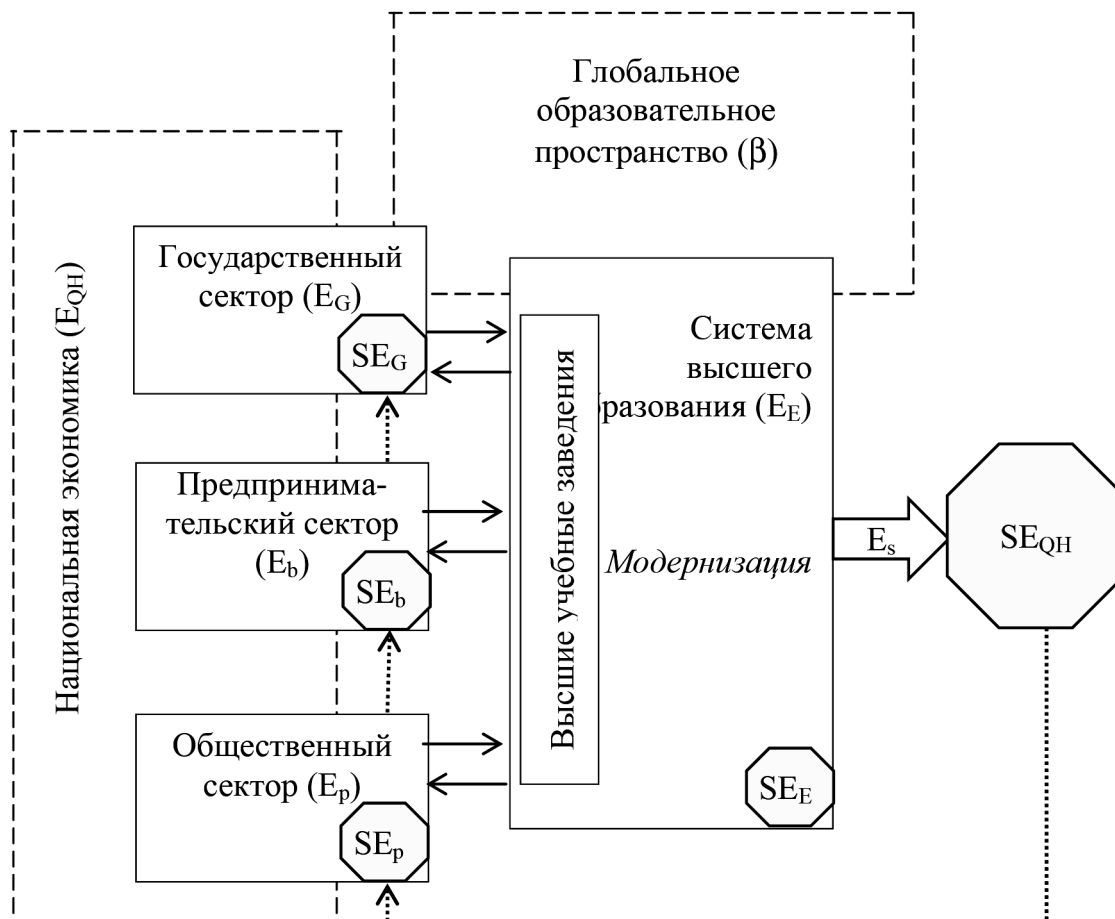 Глобальное
образовательное
пространство (β)
Национальная экономика (E_QH)
Государственный
сектор (E_G)
SE_G
Предпринима-
тельский сектор
(E_b)
SE_b
Общественный
сектор (E_p)
SE_p
Высшие учебные заведения
Система
высшего
бразования (E_E)
Модернизация
SE_E
E_s
SE_QH